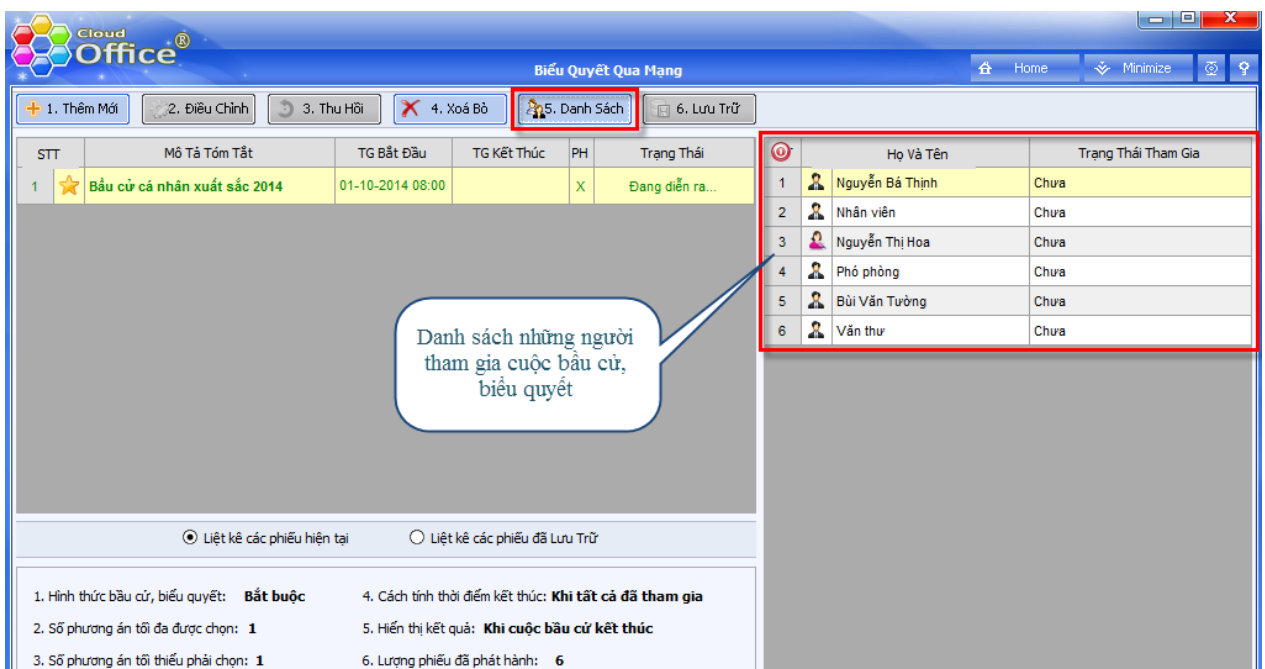 Cloud
Office®
Biểu Quyết Qua Mạng
Home
Minimize
1. Thêm Mới
2. Điều Chỉnh
3. Thu Hồi
4. Xoá Bỏ
5. Danh Sách
6. Lưu Trữ
STT Mô Tả Tóm Tắt TG Bắt Đầu TG Kết Thúc PH Trạng Thái
1 Bầu cử cá nhân xuất sắc 2014 01-10-2014 08:00 X Đang diễn ra...
Họ Và Tên Trạng Thái Tham Gia
1 Nguyễn Bá Thịnh Chưa
2 Nhân viên Chưa
3 Nguyễn Thị Hoa Chưa
4 Phó phòng Chưa
5 Bùi Văn Tường Chưa
6 Văn thư Chưa
Danh sách những người
tham gia cuộc bầu cử,
biểu quyết
Liệt kê các phiếu hiện tại
Liệt kê các phiếu đã Lưu Trữ
1. Hình thức bầu cử, biểu quyết: Bắt buộc
2. Số phương án tối đa được chọn: 1
3. Số phương án tối thiểu phải chọn: 1
4. Cách tính thời điểm kết thúc: Khi tất cả đã tham gia
5. Hiển thị kết quả: Khi cuộc bầu cử kết thúc
6. Lượng phiếu đã phát hành: 6